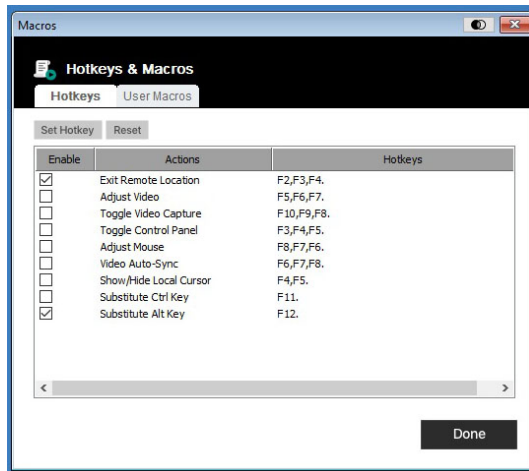 Macros
Hotkeys & Macros
Hotkeys User Macros
Set Hotkey Reset
Enable Actions Hotkeys
Exit Remote Location F2,F3,F4.
Adjust Video F5,F6,F7.
Toggle Video Capture F10,F9,F8.
Toggle Control Panel F3,F4,F5.
Adjust Mouse F8,F7,F6.
Video Auto-Sync F6,F7,F8.
Show/Hide Local Cursor F4,F5.
Substitute Ctrl Key F11.
Substitute Alt Key F12.
Done